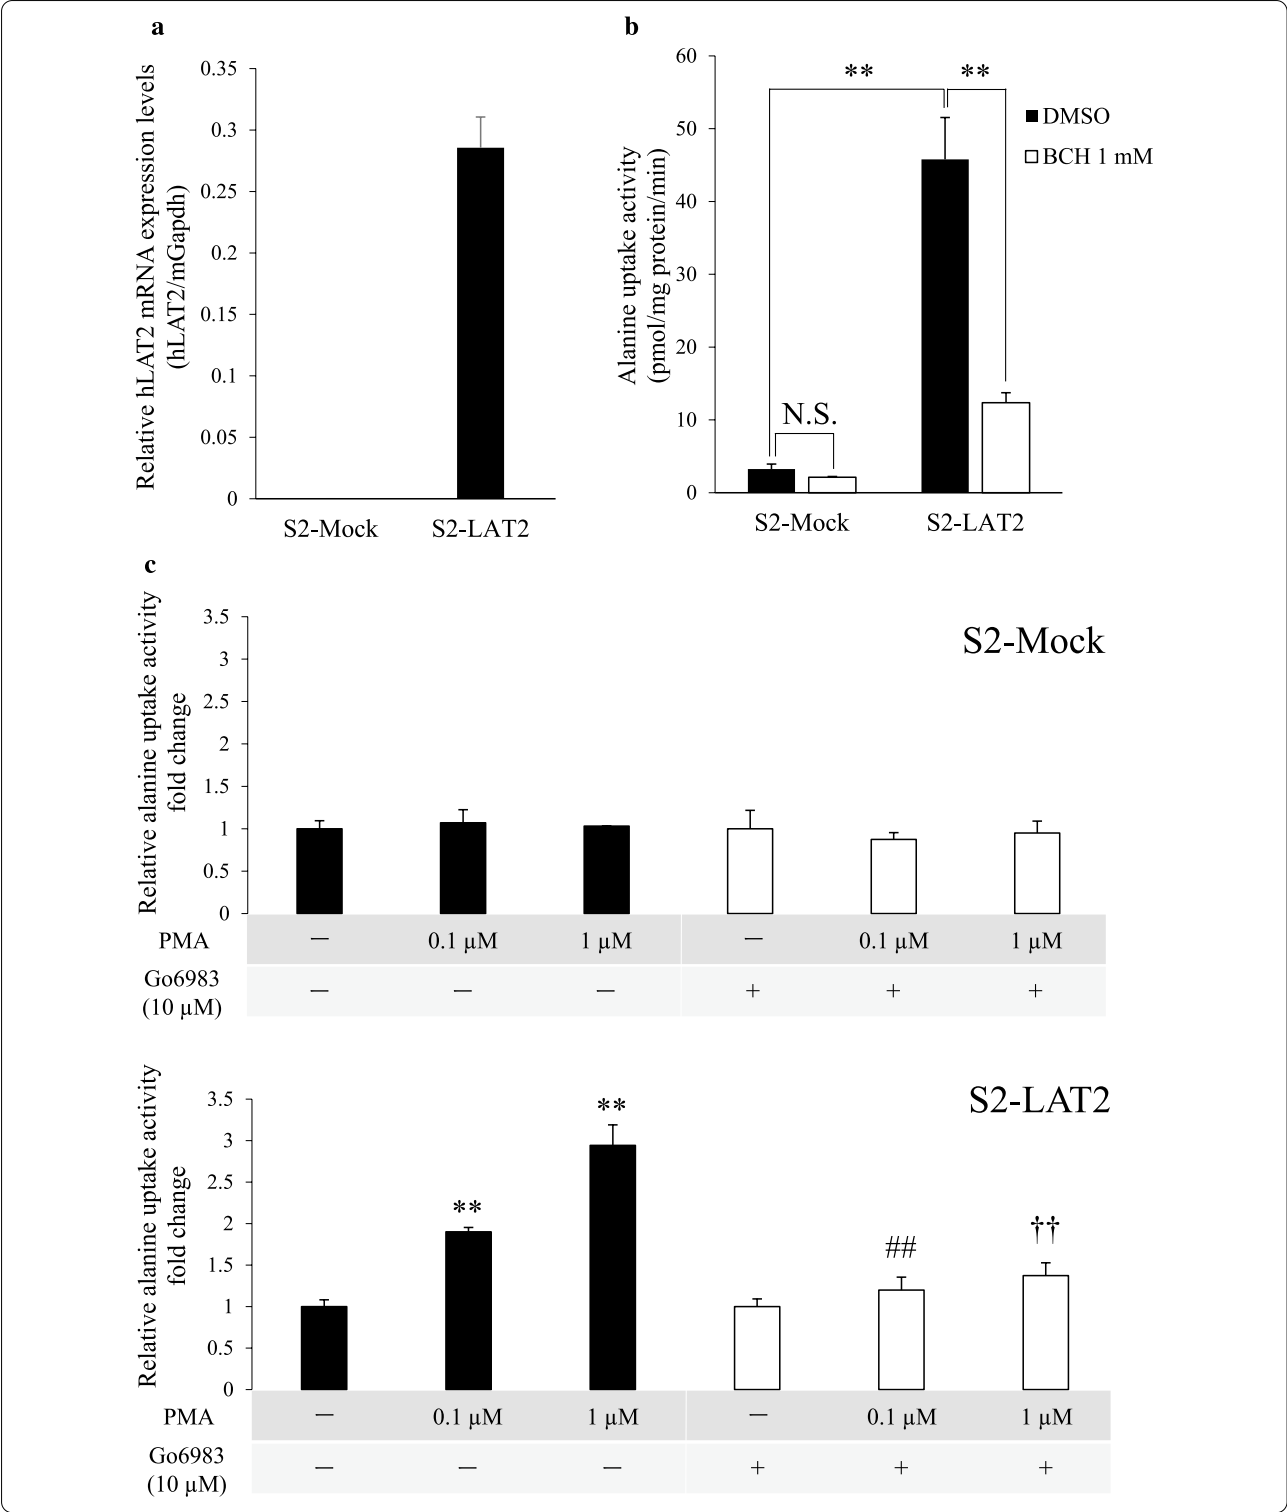 a
Relative hLAT2 mRNA expression levels
(hLAT2/mGapdh)
0.35
0.3
0.25
0.2
0.15
0.1
0.05
0
S2-Mock
S2-LAT2
b
Alanine uptake activity
(pmol/mg protein/min)
60
50
40
30
20
10
0
**
**
N.S.
DMSO
BCH 1 mM
S2-Mock
S2-LAT2
c
Relative alanine uptake activity
fold change
3.5
3
2.5
2
1.5
1
0.5
0
S2-Mock
PMA — 0.1 µM 1 µM — 0.1 µM 1 µM
Go6983
(10 µM) — — — + + +
Relative alanine uptake activity
fold change
3.5
3
2.5
2
1.5
1
0.5
0
S2-LAT2
**
**
##
††
PMA — 0.1 µM 1 µM — 0.1 µM 1 µM
Go6983
(10 µM) — — — + + +